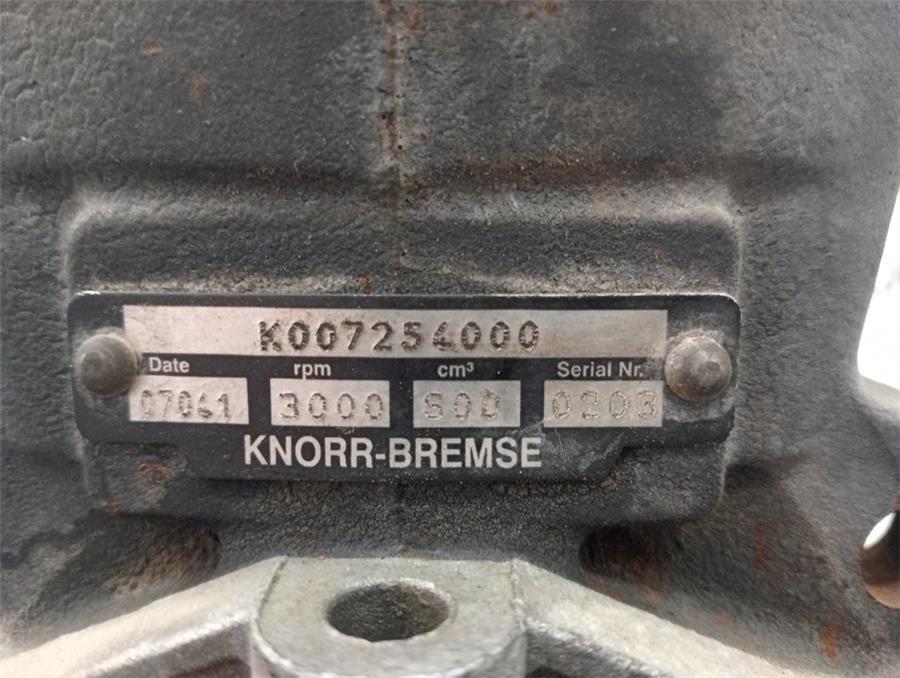 K007254000
Date rpm cm³ Serial Nr.
07061 3000 600 0203
KNORR-BREMSE